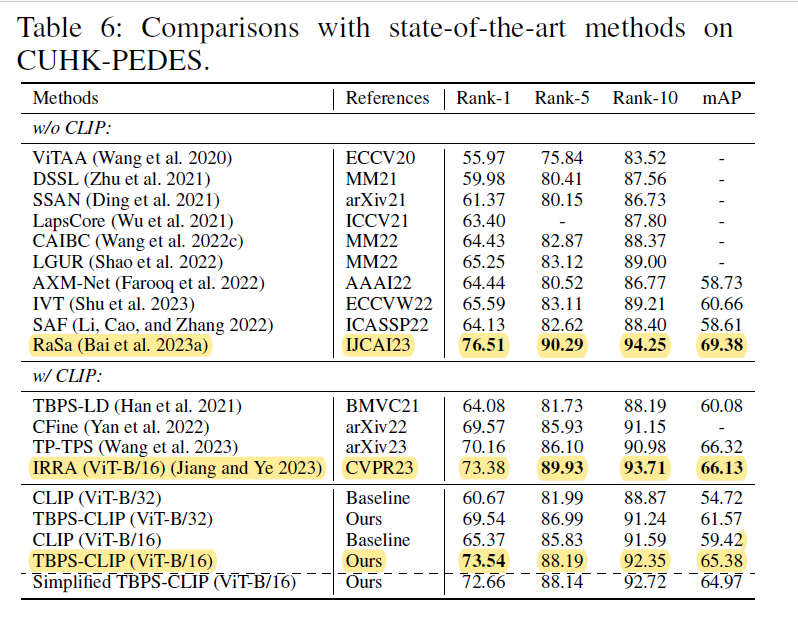 Table 6: Comparisons with state-of-the-art methods on
CUHK-PEDES.
Methods References Rank-1 Rank-5 Rank-10 mAP
w/o CLIP:
ViTAA (Wang et al. 2020) ECCV20 55.97 75.84 83.52 -
DSSL (Zhu et al. 2021) MM21 59.98 80.41 87.56 -
SSAN (Ding et al. 2021) arXiv21 61.37 80.15 86.73 -
LapsCore (Wu et al. 2021) ICCV21 63.40 - 87.80 -
CAIBC (Wang et al. 2022c) MM22 64.43 82.87 88.37 -
LGUR (Shao et al. 2022) MM22 65.25 83.12 89.00 -
AXM-Net (Farooq et al. 2022) AAAI22 64.44 80.52 86.77 58.73
IVT (Shu et al. 2023) ECCVW22 65.59 83.11 89.21 60.66
SAF (Li, Cao, and Zhang 2022) ICASSP22 64.13 82.62 88.40 58.61
RaSa (Bai et al. 2023a) IJCAI23 76.51 90.29 94.25 69.38
w/ CLIP:
TBPS-LD (Han et al. 2021) BMVC21 64.08 81.73 88.19 60.08
CFine (Yan et al. 2022) arXiv22 69.57 85.93 91.15 -
TP-TPS (Wang et al. 2023) arXiv23 70.16 86.10 90.98 66.32
IRRA (ViT-B/16) (Jiang and Ye 2023) CVPR23 73.38 89.93 93.71 66.13
CLIP (ViT-B/32) Baseline 60.67 81.99 88.87 54.72
TBPS-CLIP (ViT-B/32) Ours 69.54 86.99 91.24 61.57
CLIP (ViT-B/16) Baseline 65.37 85.83 91.59 59.42
TBPS-CLIP (ViT-B/16) Ours 73.54 88.19 92.35 65.38
Simplified TBPS-CLIP (ViT-B/16) Ours 72.66 88.14 92.72 64.97